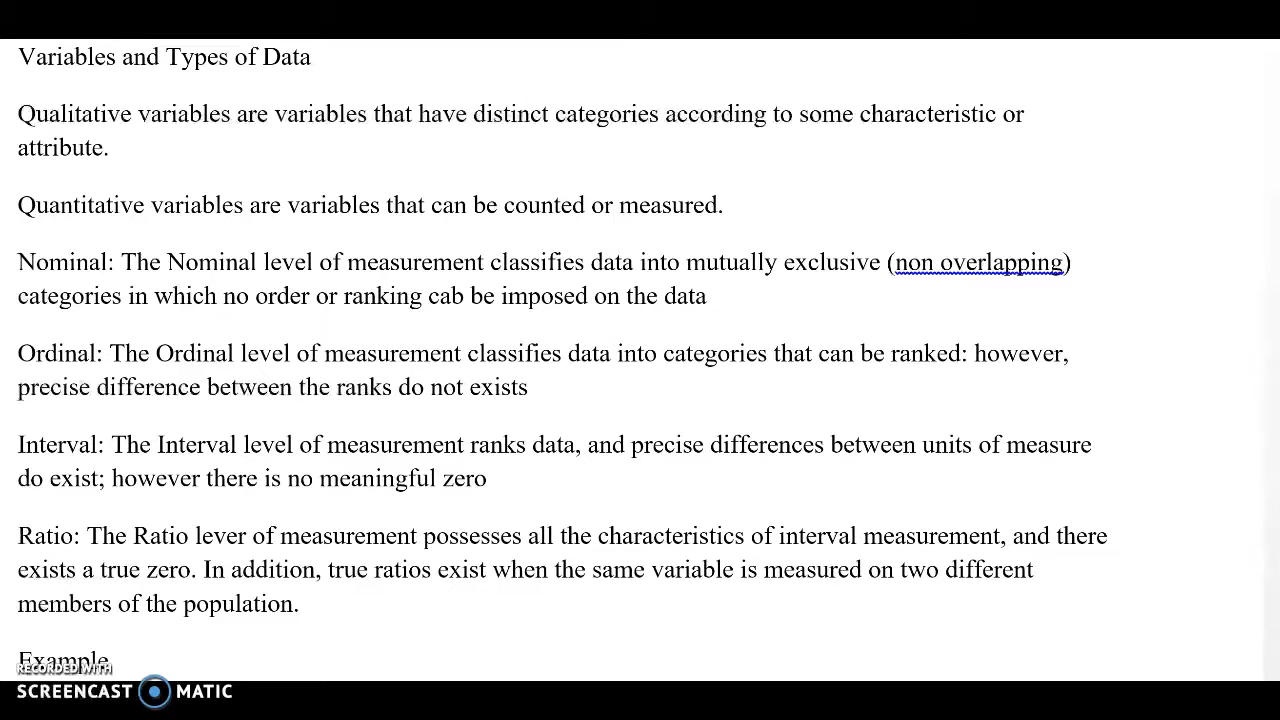 Variables and Types of Data
Qualitative variables are variables that have distinct categories according to some characteristic or
attribute.
Quantitative variables are variables that can be counted or measured.
Nominal: The Nominal level of measurement classifies data into mutually exclusive (non overlapping)
categories in which no order or ranking cab be imposed on the data
Ordinal: The Ordinal level of measurement classifies data into categories that can be ranked: however,
precise difference between the ranks do not exists
Interval: The Interval level of measurement ranks data, and precise differences between units of measure
do exist; however there is no meaningful zero
Ratio: The Ratio lever of measurement possesses all the characteristics of interval measurement, and there
exists a true zero. In addition, true ratios exist when the same variable is measured on two different
members of the population.
Example
RECORDED WITH
SCREENCAST MATIC